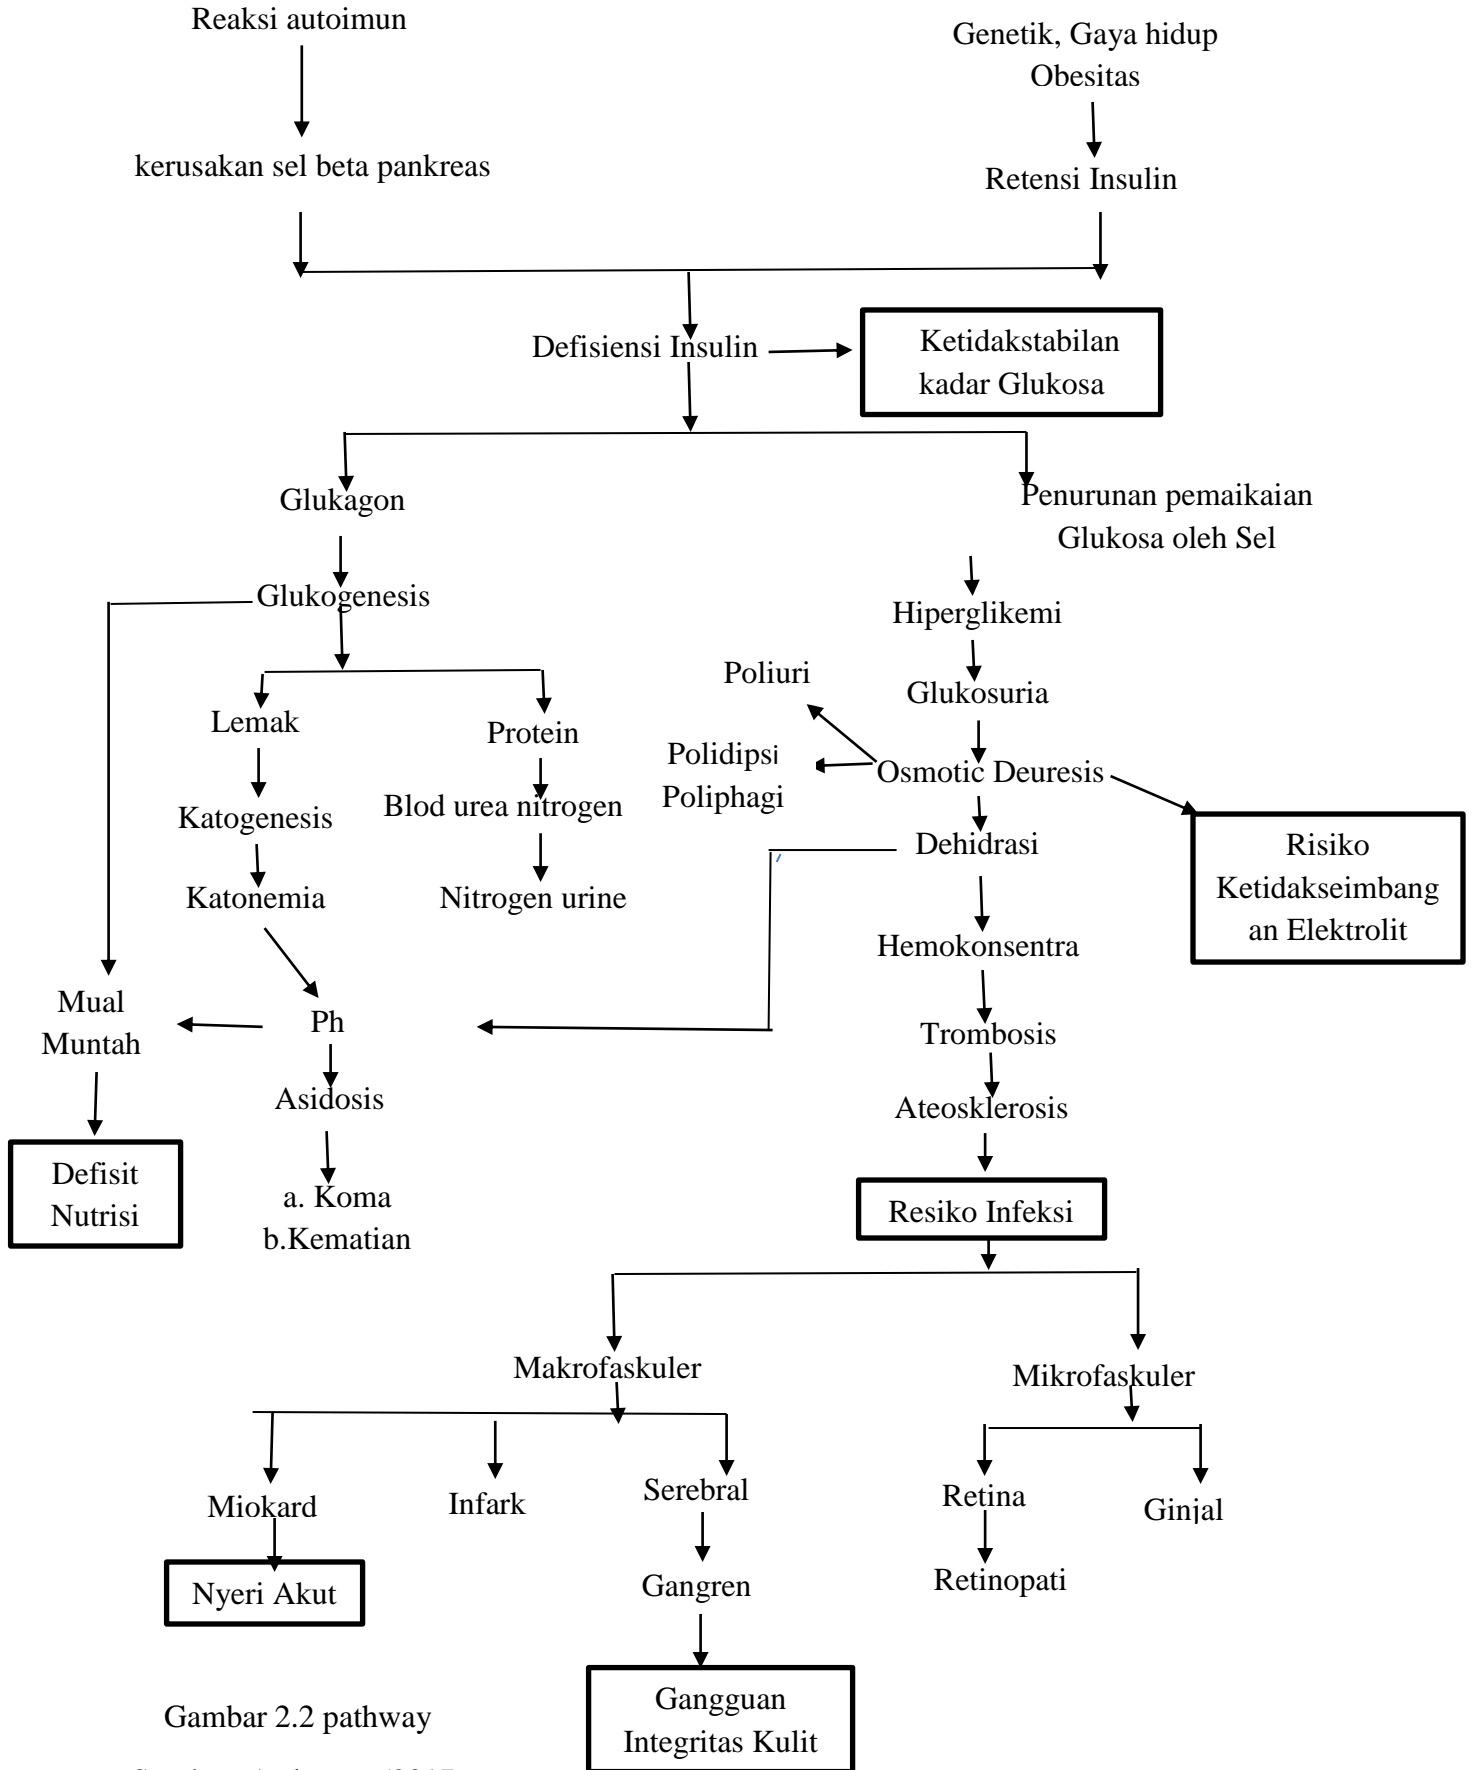 Reaksi autoimun
Genetik, Gaya hidup
Obesitas
kerusakan sel beta pankreas
Retensi Insulin
Defisiensi Insulin
Ketidakstabilan
kadar Glukosa
Glukagon
Penurunan pemaikaian
Glukosa oleh Sel
Glukogenesis
Hiperglikemi
Poliuri
Glukosuria
Lemak
Protein
Polidipsi
Poliphagi
Osmotic Deuresis
Katogenesis
Blod urea nitrogen
Dehidrasi
Risiko
Ketidakseimbang
an Elektrolit
Katonemia
Nitrogen urine
Hemokonsentra
Mual
Muntah
Ph
Trombosis
Asidosis
Ateosklerosis
Defisit
Nutrisi
a. Koma
b.Kematian
Resiko Infeksi
Makrofaskuler
Mikrofaskuler
Miokard
Infark
Serebral
Retina
Ginjal
Nyeri Akut
Gangren
Retinopati
Gangguan
Integritas Kulit
Gambar 2.2 pathway